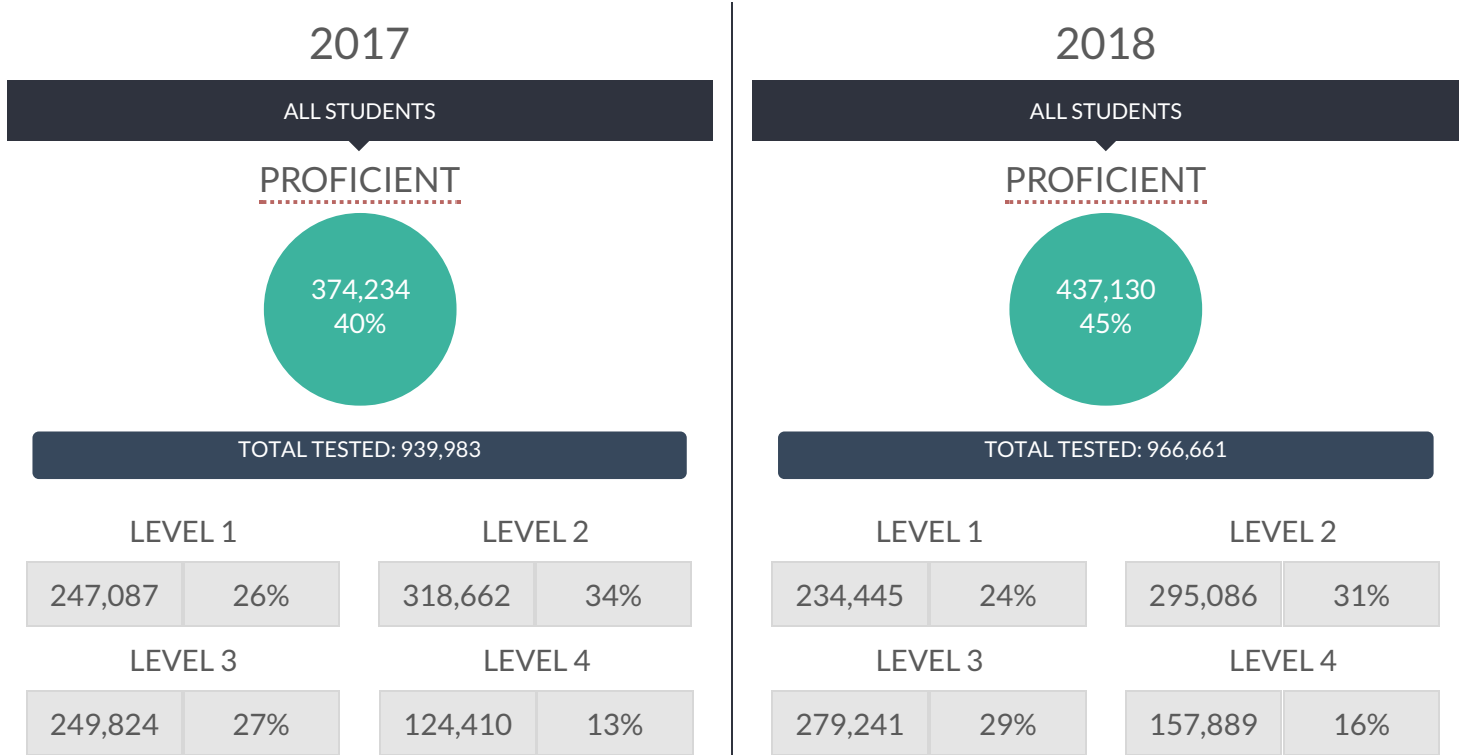 2017
ALL STUDENTS
PROFICIENT
374,234
40%
TOTAL TESTED: 939,983
LEVEL 1
LEVEL 2
247,087 26%
318,662 34%
LEVEL 3
LEVEL 4
249,824 27%
124,410 13%
2018
ALL STUDENTS
PROFICIENT
437,130
45%
TOTAL TESTED: 966,661
LEVEL 1
LEVEL 2
234,445 24%
295,086 31%
LEVEL 3
LEVEL 4
279,241 29%
157,889 16%